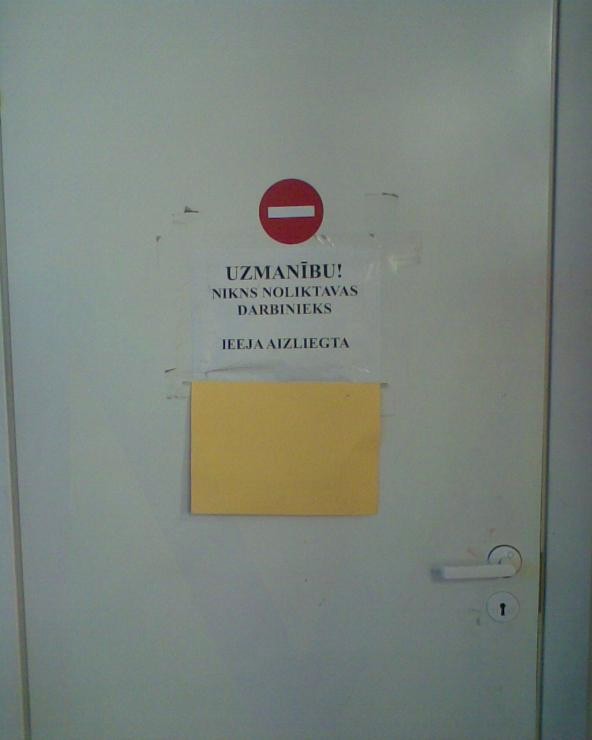 UZMANĪBU!
NIKNS NOLIKTAVAS
DARBINIEKS
IEEJA AIZLIEGTA